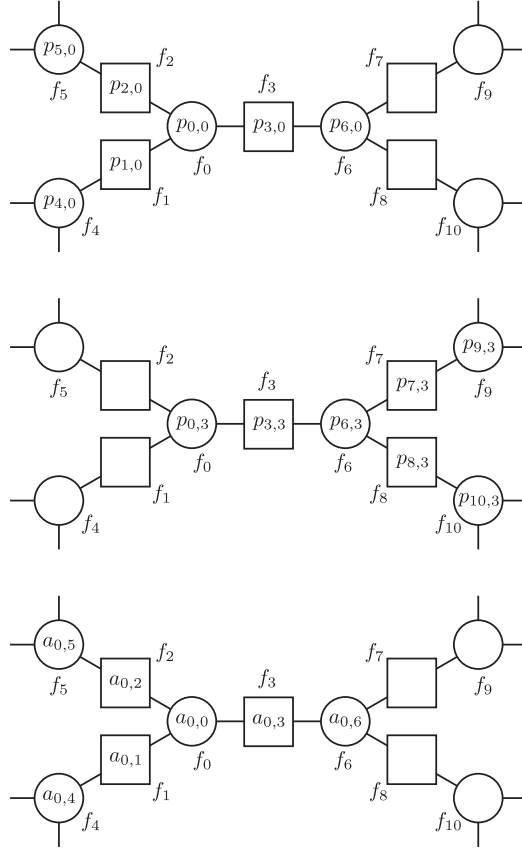 p_{5,0} f_2 f_7
f_5 p_{2,0} f_3 f_9
p_{0,0} p_{3,0} p_{6,0}
p_{1,0} f_0 f_6
p_{4,0} f_1 f_8
f_4 f_{10}
f_2 f_7 p_{9,3}
f_5 f_3 p_{7,3} f_9
p_{0,3} p_{3,3} p_{6,3}
f_0 f_6 p_{8,3}
f_1 f_8 p_{10,3}
f_4 f_{10}
a_{0,5} f_2 f_7
f_5 a_{0,2} f_3 f_9
a_{0,0} a_{0,3} a_{0,6}
a_{0,1} f_0 f_6
a_{0,4} f_1 f_8
f_4 f_{10}